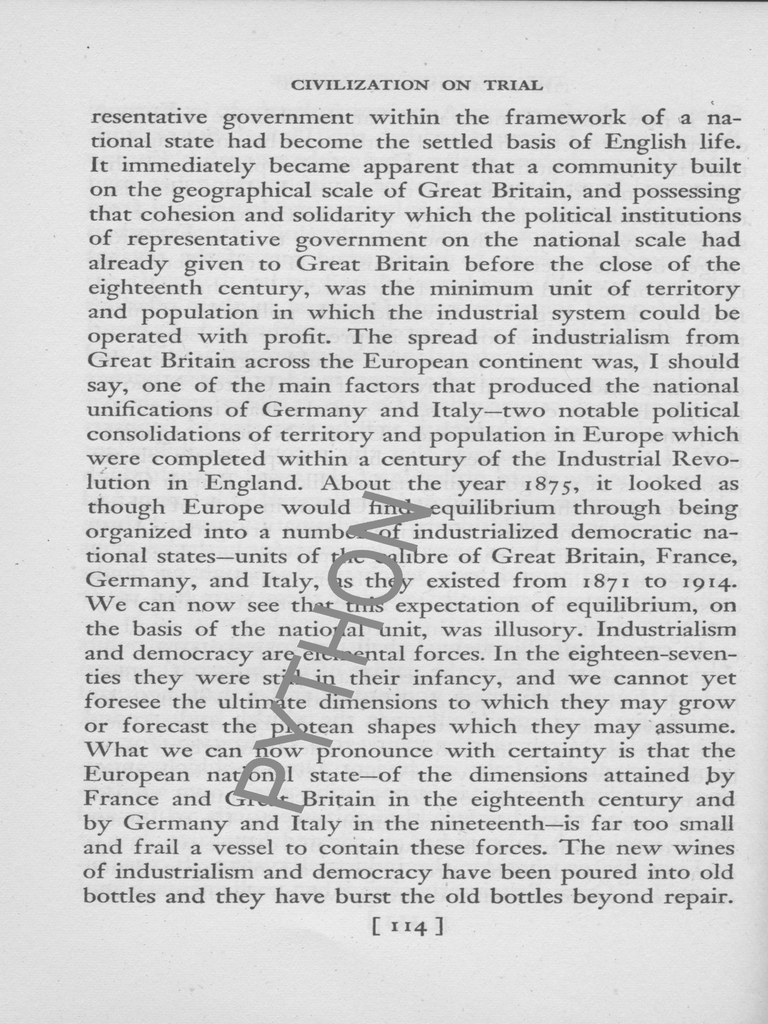 CIVILIZATION ON TRIAL
resentative government within the framework of a na-
tional state had become the settled basis of English life.
It immediately became apparent that a community built
on the geographical scale of Great Britain, and possessing
that cohesion and solidarity which the political institutions
of representative government on the national scale had
already given to Great Britain before the close of the
eighteenth century, was the minimum unit of territory
and population in which the industrial system could be
operated with profit. The spread of industrialism from
Great Britain across the European continent was, I should
say, one of the main factors that produced the national
unifications of Germany and Italy—two notable political
consolidations of territory and population in Europe which
were completed within a century of the Industrial Revo-
lution in England. About the year 1875, it looked as
though Europe would find equilibrium through being
organized into a number of industrialized democratic na-
tional states—units of the calibre of Great Britain, France,
Germany, and Italy, as they existed from 1871 to 1914.
We can now see that this expectation of equilibrium, on
the basis of the national unit, was illusory. Industrialism
and democracy are elemental forces. In the eighteen-seven-
ties they were still in their infancy, and we cannot yet
foresee the ultimate dimensions to which they may grow
or forecast the protean shapes which they may assume.
What we can now pronounce with certainty is that the
European national state—of the dimensions attained by
France and Great Britain in the eighteenth century and
by Germany and Italy in the nineteenth—is far too small
and frail a vessel to contain these forces. The new wines
of industrialism and democracy have been poured into old
bottles and they have burst the old bottles beyond repair.
[ 114 ]
PYTHON